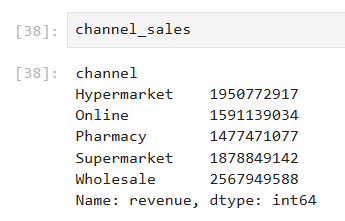 [38]: channel_sales
[38]: channel
Hypermarket 1950772917
Online 1591139034
Pharmacy 1477471077
Supermarket 1878849142
Wholesale 2567949588
Name: revenue, dtype: int64